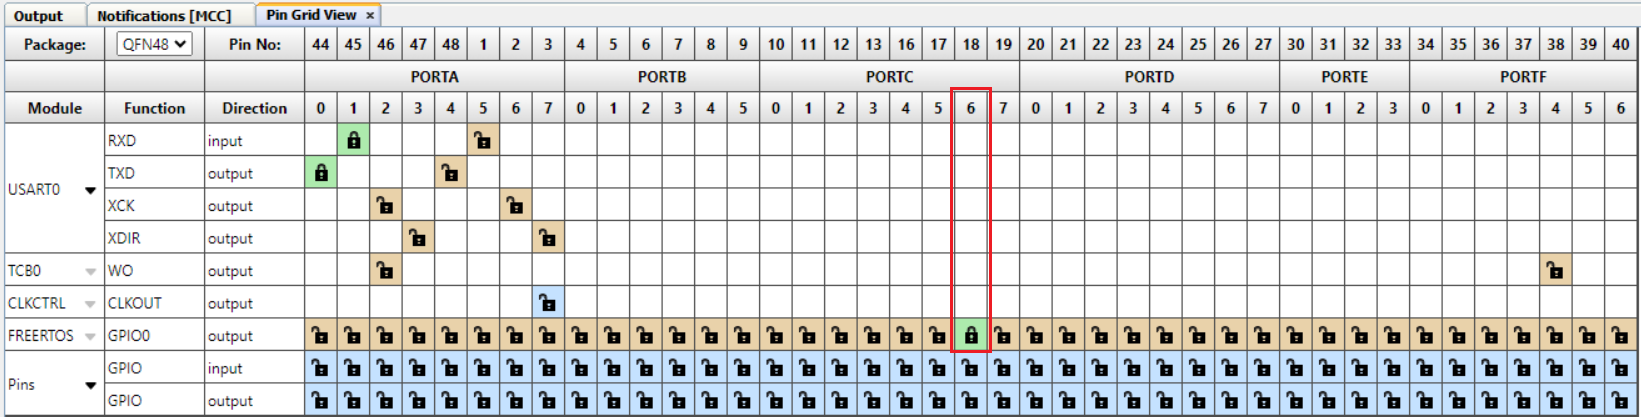 Output Notifications [MCC] Pin Grid View ×
Package: QFN48 Pin No: 44 45 46 47 48 1 2 3 4 5 6 7 8 9 10 11 12 13 16 17 18 19 20 21 22 23 24 25 26 27 30 31 32 33 34 35 36 37 38 39 40
PORTA PORTB PORTC PORTD PORTE PORTF
Module Function Direction 0 1 2 3 4 5 6 7 0 1 2 3 4 5 0 1 2 3 4 5 6 7 0 1 2 3 4 5 6 7 0 1 2 3 0 1 2 3 4 5 6
RXD input
TXD output
USART0
XCK output
XDIR output
TCB0 WO output
CLKCTRL CLKOUT output
FREERTOS GPIO0 output
GPIO input
Pins
GPIO output